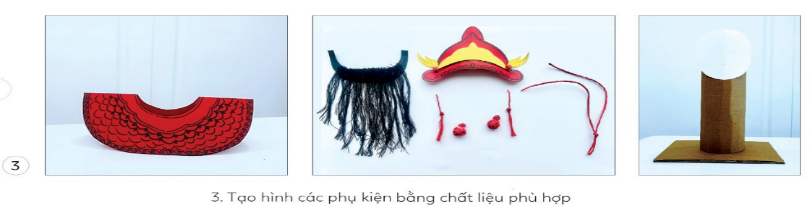 3
3. Tạo hình các phụ kiện bằng chất liệu phù hợp